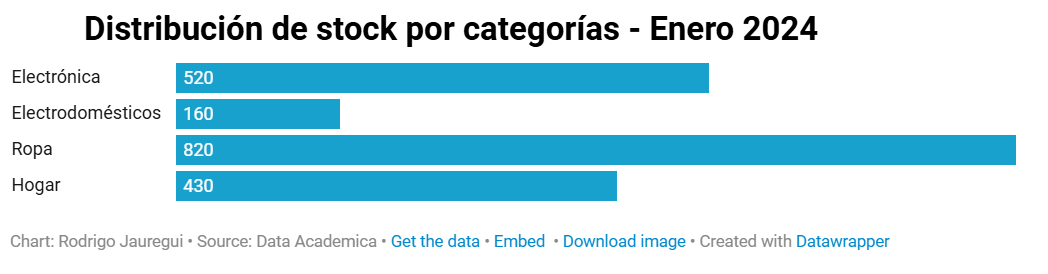 Distribución de stock por categorías - Enero 2024
Electrónica 520
Electrodomésticos 160
Ropa 820
Hogar 430
Chart: Rodrigo Jauregui • Source: Data Academica • Get the data • Embed • Download image • Created with Datawrapper